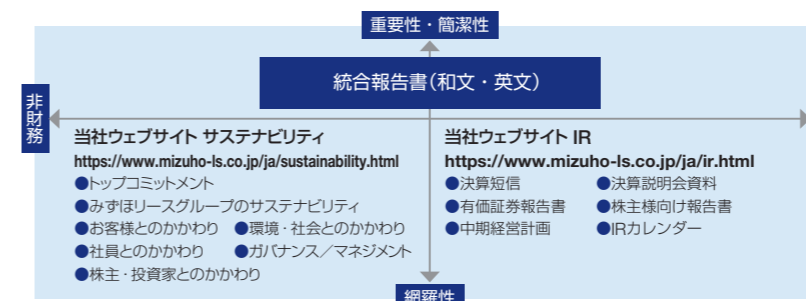 重要性・簡潔性
統合報告書(和文・英文)
非財務
当社ウェブサイト サステナビリティ
https://www.mizuho-ls.co.jp/ja/sustainability.html
●トップコミットメント
●みずほリースグループのサステナビリティ
●お客様とのかかわり ●環境・社会とのかかわり
●社員とのかかわり ●ガバナンス／マネジメント
●株主・投資家とのかかわり
当社ウェブサイト IR
https://www.mizuho-ls.co.jp/ja/ir.html
●決算短信 ●決算説明会資料
●有価証券報告書 ●株主様向け報告書
●中期経営計画 ●IRカレンダー
網羅性